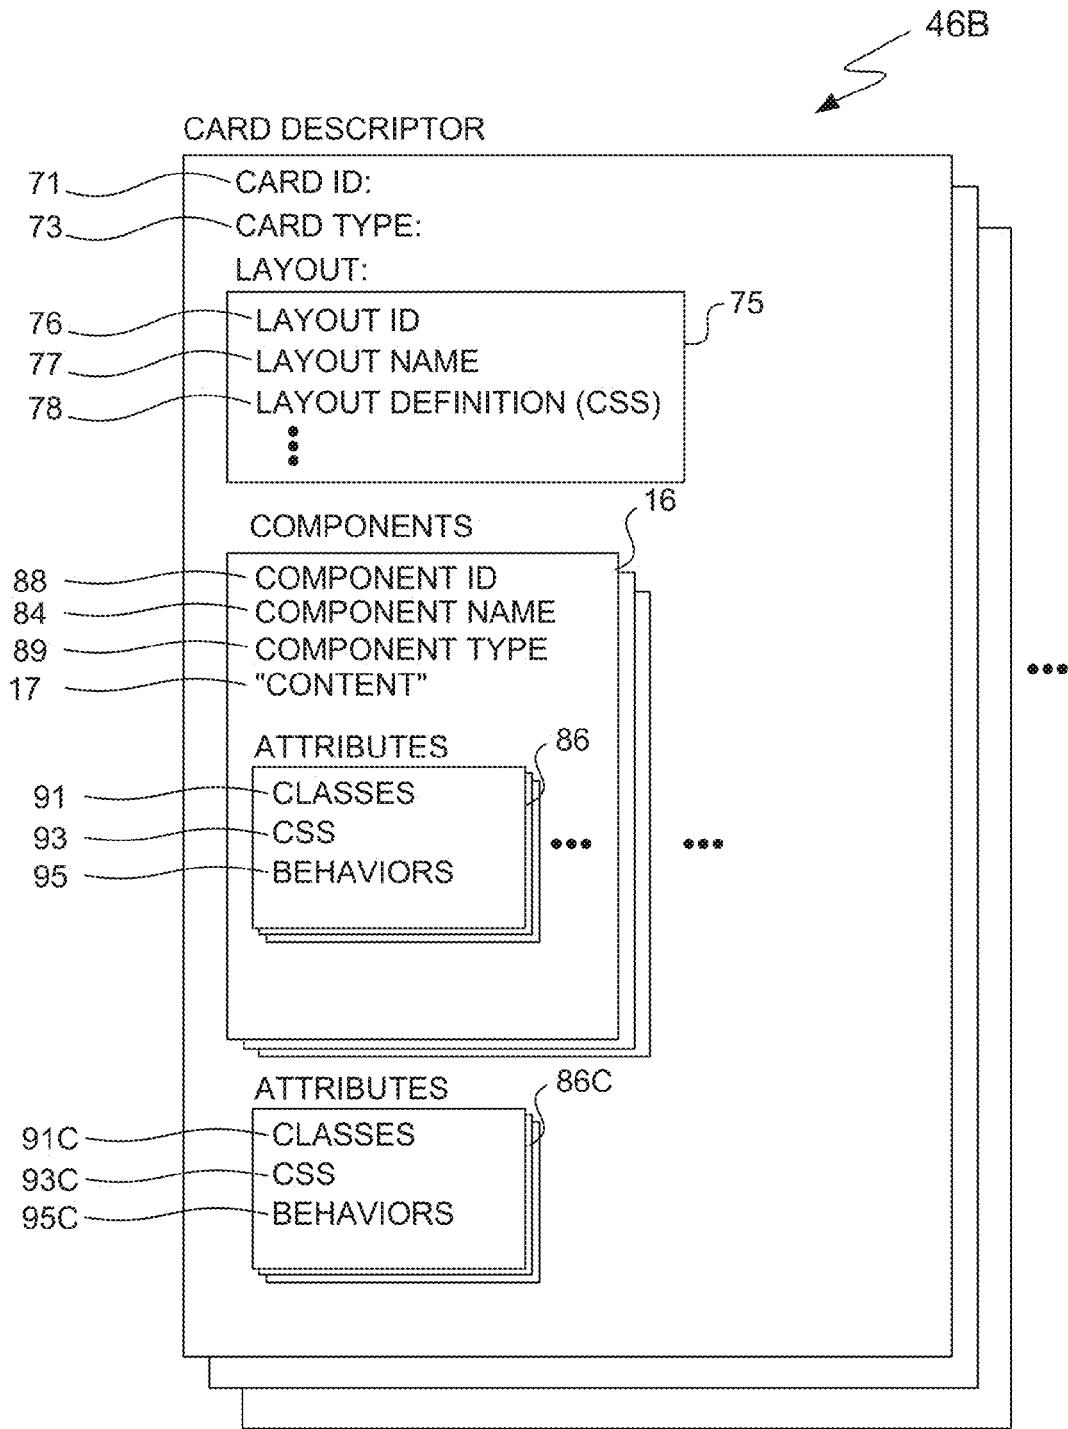 46B
CARD DESCRIPTOR
71 CARD ID:
73 CARD TYPE:
LAYOUT:
75
76 LAYOUT ID
77 LAYOUT NAME
78 LAYOUT DEFINITION (CSS)
16
COMPONENTS
88 COMPONENT ID
84 COMPONENT NAME
89 COMPONENT TYPE
17 "CONTENT"
ATTRIBUTES 86
91 CLASSES
93 CSS
95 BEHAVIORS
ATTRIBUTES 86C
91C CLASSES
93C CSS
95C BEHAVIORS